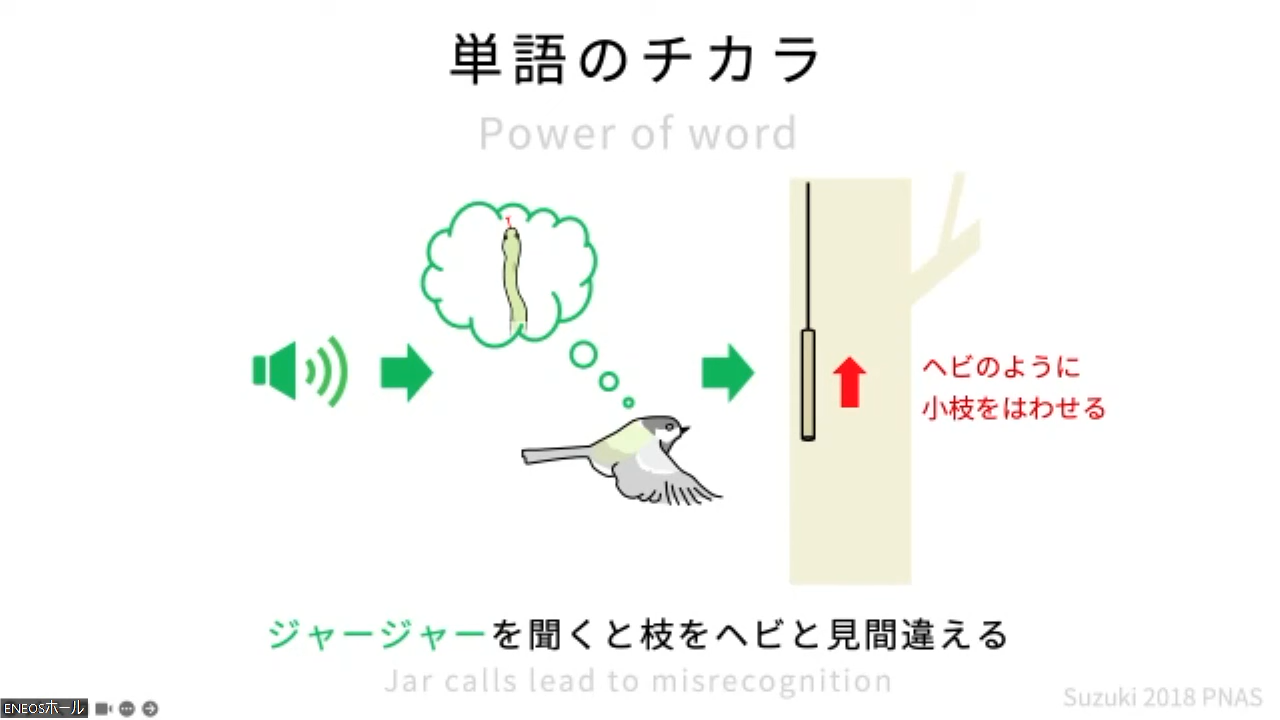 単語のチカラ
Power of word
ヘビのように
小枝をはわせる
ジャージャーを聞くと枝をヘビと見間違える
Jar calls lead to misrecognition
Suzuki 2018 PNAS
ENEOSホール